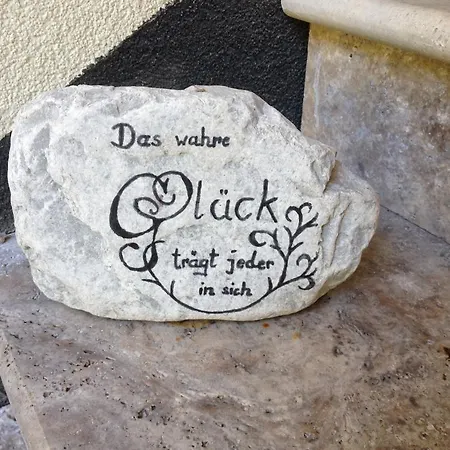 Das wahre
Glück
trägt jeder
in sich